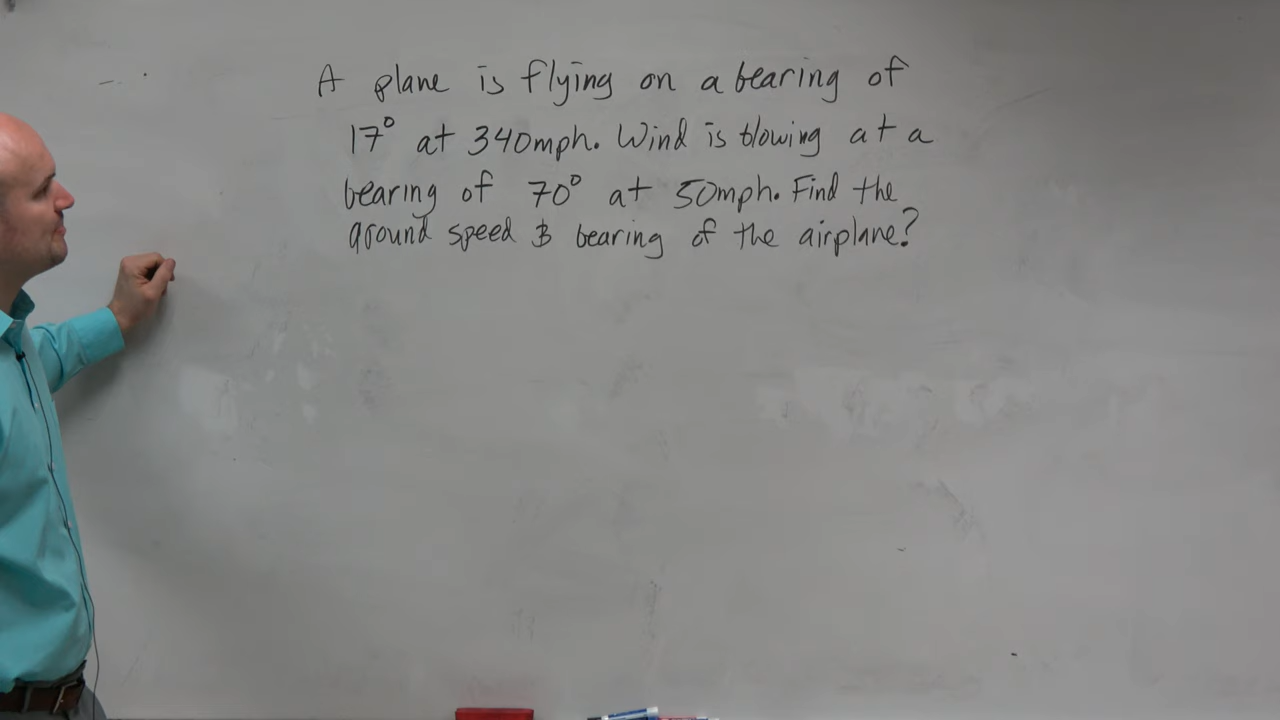 A plane is flying on a bearing of
17° at 340mph. Wind is blowing at a
bearing of 70° at 50mph. Find the
ground speed & bearing of the airplane?